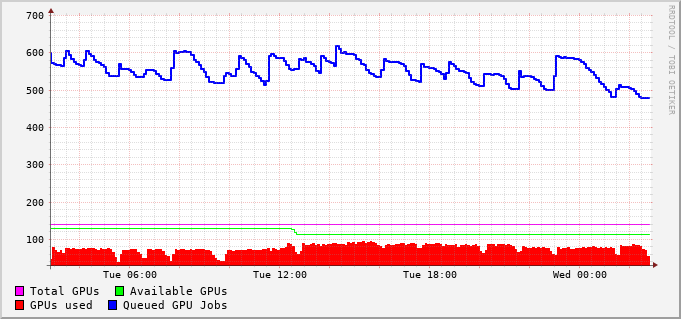 700
600
500
400
300
200
100
Tue 06:00 Tue 12:00 Tue 18:00 Wed 00:00
Total GPUs Available GPUs
GPUs used Queued GPU Jobs
RRDTOOL / TOBI OETIKER